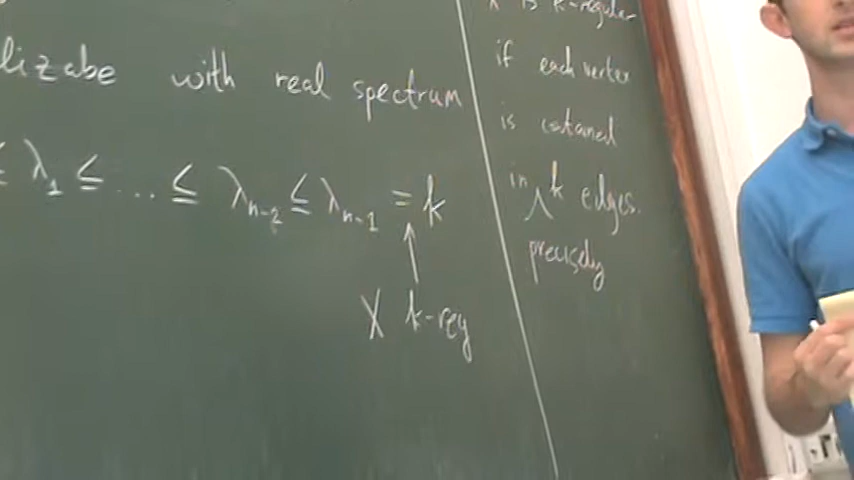 lizabe with real spectrum
≤ λ₁ ≤ ... ≤ λₙ₋₂ ≤ λₙ₋₁ = k
↑
X k-reg
X is k-regular
if each vertex
is contained
in k edges.
^
precisely